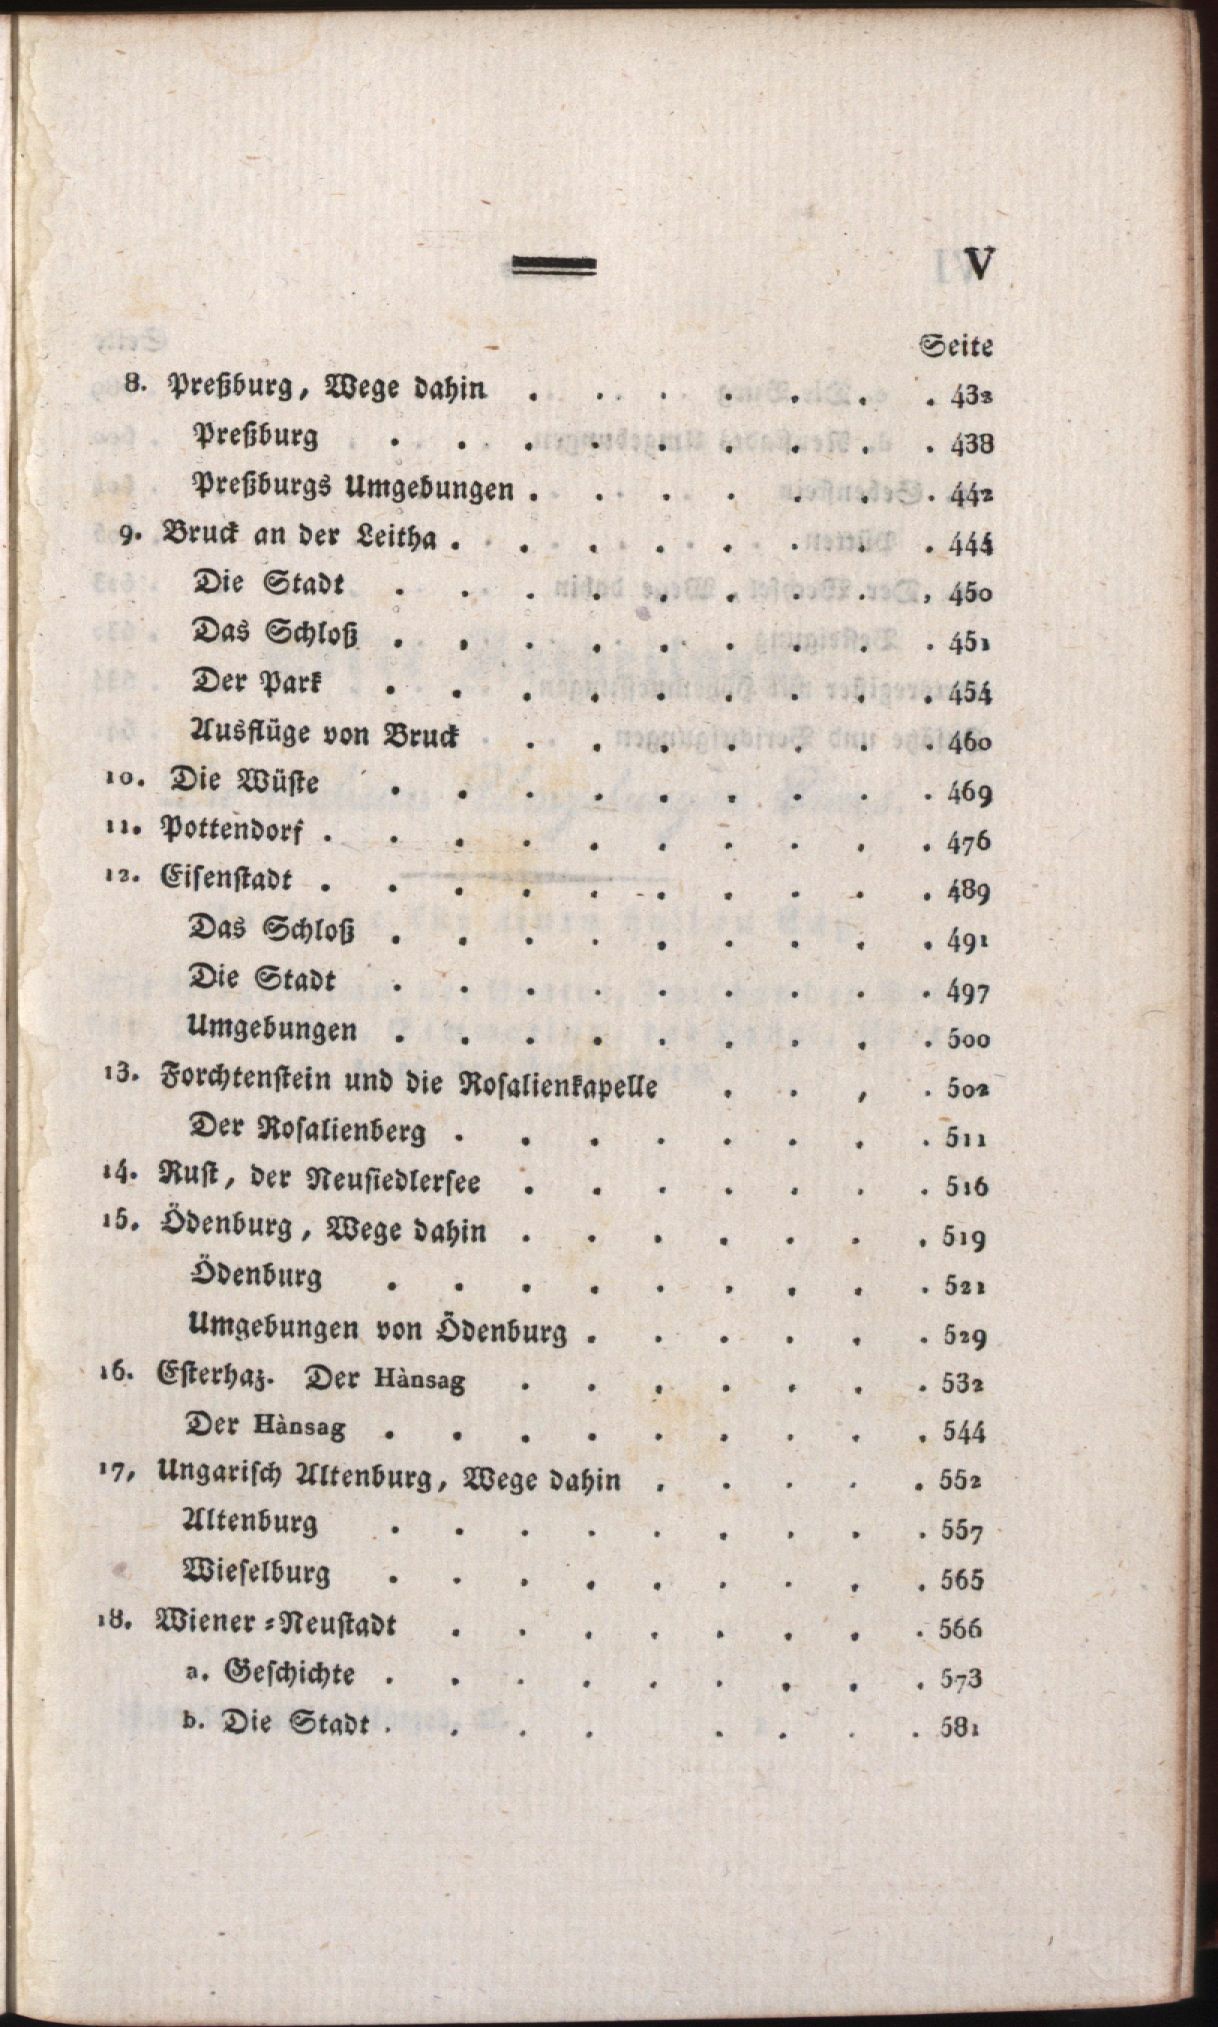 V
Seite
8. Preßburg, Wege dahin . . . . . . . 432
Preßburg . . . . . . . . . 438
Preßburgs Umgebungen . . . . . . . 442
9. Bruck an der Leitha . . . . . . . . 444
Die Stadt . . . . . . . . , 450
Das Schloß . . . . . . . . . 451
Der Park . . . . . . . . . 454
Ausflüge von Bruck . . . . . . . 460
10. Die Wüste . . . . . . . . . 469
11. Pottendorf . . . . . . . . . . 476
12. Eisenstadt . . . . . . . . . . 489
Das Schloß . . . . . . . . . 491
Die Stadt . . . . . . . . . 497
Umgebungen . . . . . . . . . 500
13. Forchtenstein und die Rosalienkapelle . . , . 502
Der Rosalienberg . . . . . . . . 511
14. Rust, der Neusiedlersee . . . . . . . 516
15. Ödenburg, Wege dahin . . . . . . . 519
Ödenburg . . . . . . . . . 521
Umgebungen von Ödenburg . . . . . . 529
16. Esterhaz. Der Hànsag . . . . . . . 532
Der Hànsag . . . . . . . . . 544
17, Ungarisch Altenburg, Wege dahin . . . . . 552
Altenburg . . . . . . . . . 557
Wieselburg . . . . . . . . . 565
18. Wiener-Neustadt . . . . . . . . 566
a. Geschichte . . . . . . . . . 573
b. Die Stadt . . . . . . . . 581